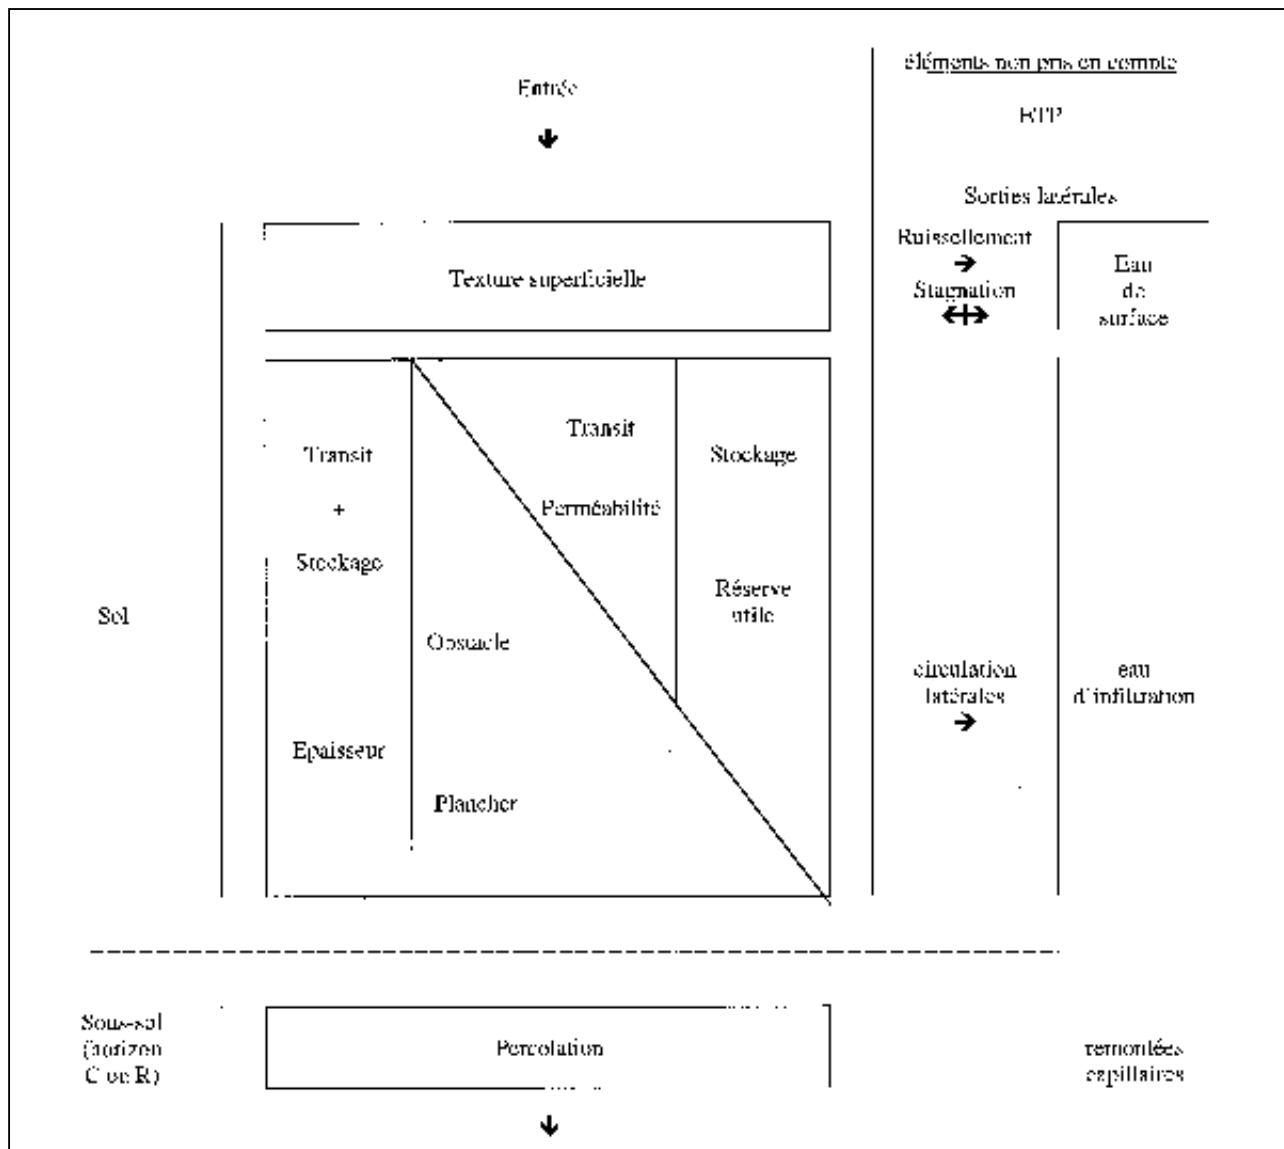 éléments non pris en compte
Entrée
ETP
Sorties latérales
Ruissellement
Stagnation
Eau
de
surface
Texture superficielle
Transit
+
Stockage
Transit
Perméabilité
Stockage
Réserve
utile
Sol
Obstacle
Epaisseur
Plancher
circulation
latérales
eau
d'infiltration
Sous-sol
(horizon
C ou R)
Percolation
remontées
capillaires